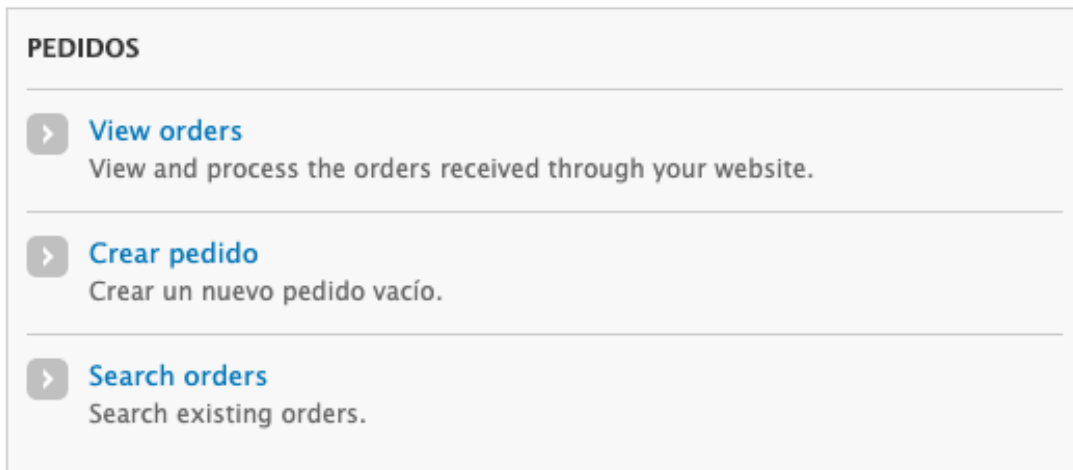 PEDIDOS
View orders
View and process the orders received through your website.
Crear pedido
Crear un nuevo pedido vacío.
Search orders
Search existing orders.